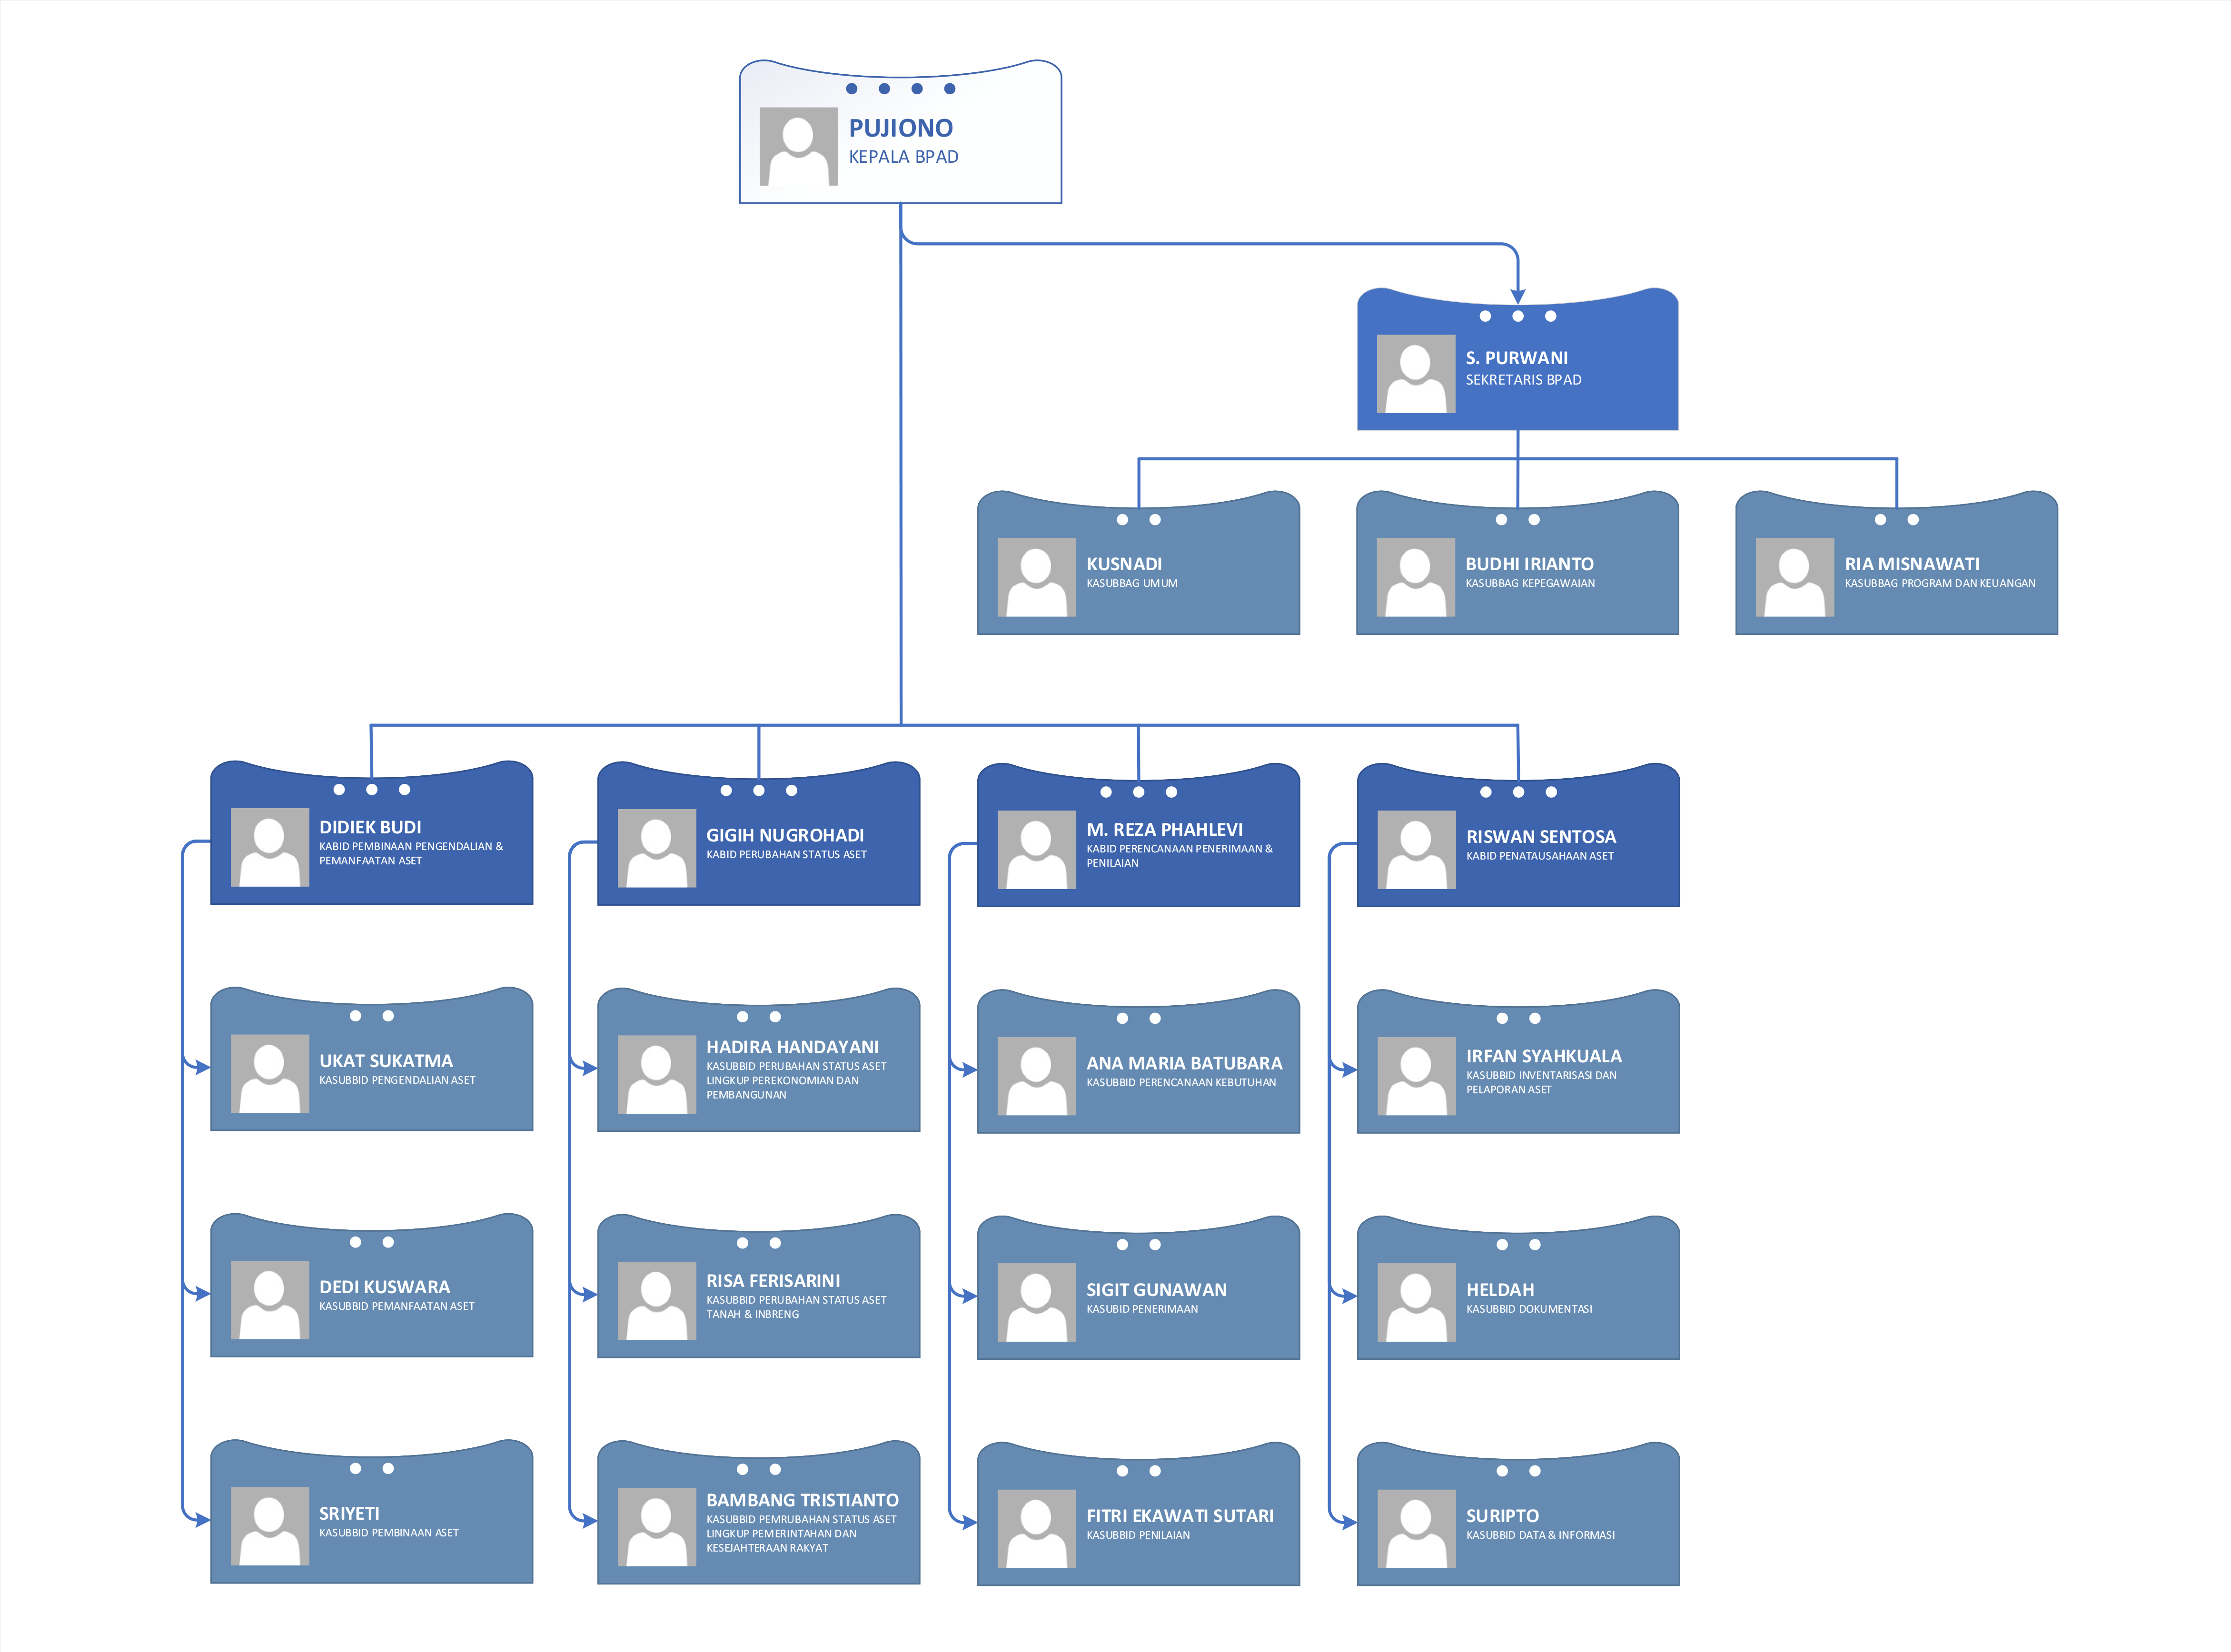 PUJIONO
KEPALA BPAD
S. PURWANI
SEKRETARIS BPAD
KUSNADI
KASUBBAG UMUM
BUDHI IRIANTO
KASUBBAG KEPEGAWAIAN
RIA MISNAWATI
KASUBBAG PROGRAM DAN KEUANGAN
DIDIEK BUDI
KABID PEMBINAAN PENGENDALIAN &
PEMANFAATAN ASET
GIGIH NUGROHADI
KABID PERUBAHAN STATUS ASET
M. REZA PHAHLEVI
KABID PERENCANAAN PENERIMAAN &
PENILAIAN
RISWAN SENTOSA
KABID PENATAUSAHAAN ASET
UKAT SUKATMA
KASUBBID PENGENDALIAN ASET
HADIRA HANDAYANI
KASUBBID PERUBAHAN STATUS ASET
LINGKUP PEREKONOMIAN DAN
PEMBANGUNAN
ANA MARIA BATUBARA
KASUBBID PERENCANAAN KEBUTUHAN
IRFAN SYAHKUALA
KASUBBID INVENTARISASI DAN
PELAPORAN ASET
DEDI KUSWARA
KASUBBID PEMANFAATAN ASET
RISA FERISARINI
KASUBBID PERUBAHAN STATUS ASET
TANAH & INBRENG
SIGIT GUNAWAN
KASUBID PENERIMAAN
HELDAH
KASUBBID DOKUMENTASI
SRIYETI
KASUBBID PEMBINAAN ASET
BAMBANG TRISTIANTO
KASUBBID PEMRUBAHAN STATUS ASET
LINGKUP PEMERINTAHAN DAN
KESEJAHTERAAN RAKYAT
FITRI EKAWATI SUTARI
KASUBBID PENILAIAN
SURIPTO
KASUBBID DATA & INFORMASI